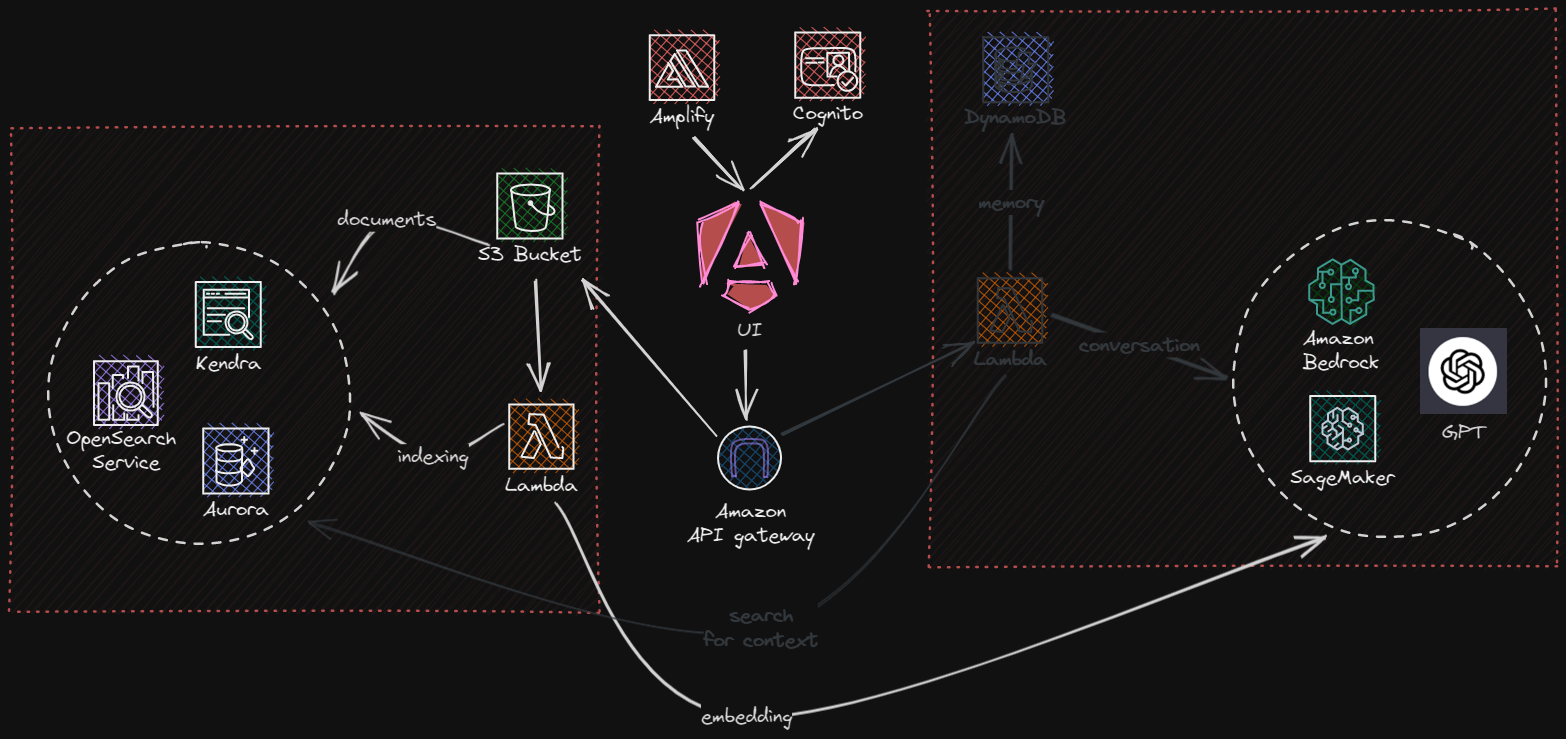 Amplify
Cognito
DynamoDB
documents
S3 Bucket
memory
Kendra
UI
Lambda
conversation
Amazon
Bedrock
OpenSearch
Service
GPT
indexing
Lambda
SageMaker
Aurora
Amazon
API gateway
search
for context
embedding